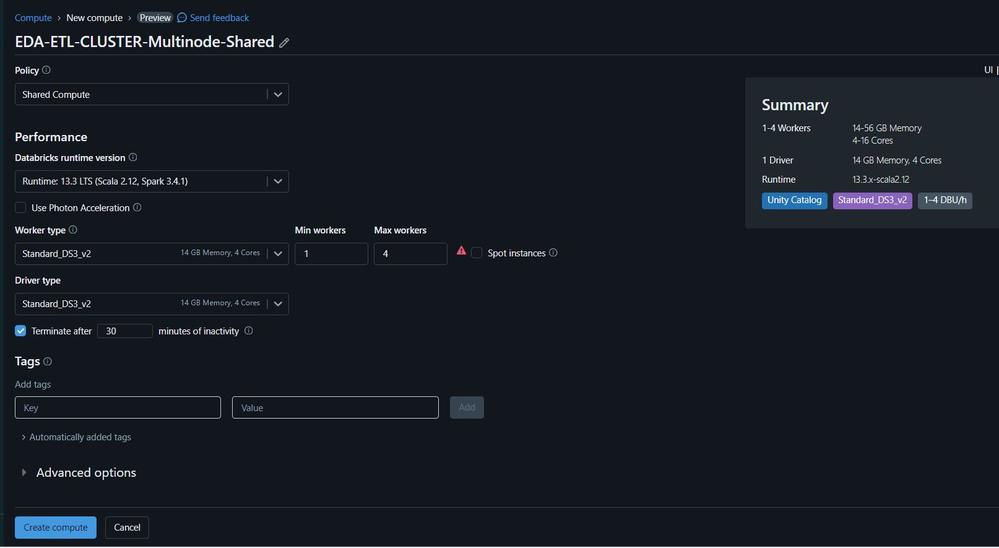 Compute › New compute › Preview Send feedback
EDA-ETL-CLUSTER-Multinode-Shared
Policy
UI |
Shared Compute
Summary
1-4 Workers 14-56 GB Memory
4-16 Cores
1 Driver 14 GB Memory, 4 Cores
Runtime 13.3.x-scala2.12
Unity Catalog Standard_DS3_v2 1–4 DBU/h
Performance
Databricks runtime version
Runtime: 13.3 LTS (Scala 2.12, Spark 3.4.1)
Use Photon Acceleration
Worker type Min workers Max workers
Standard_DS3_v2 14 GB Memory, 4 Cores 1 4 Spot instances
Driver type
Standard_DS3_v2 14 GB Memory, 4 Cores
Terminate after 30 minutes of inactivity
Tags
Add tags
Key Value Add
Automatically added tags
Advanced options
Create compute Cancel